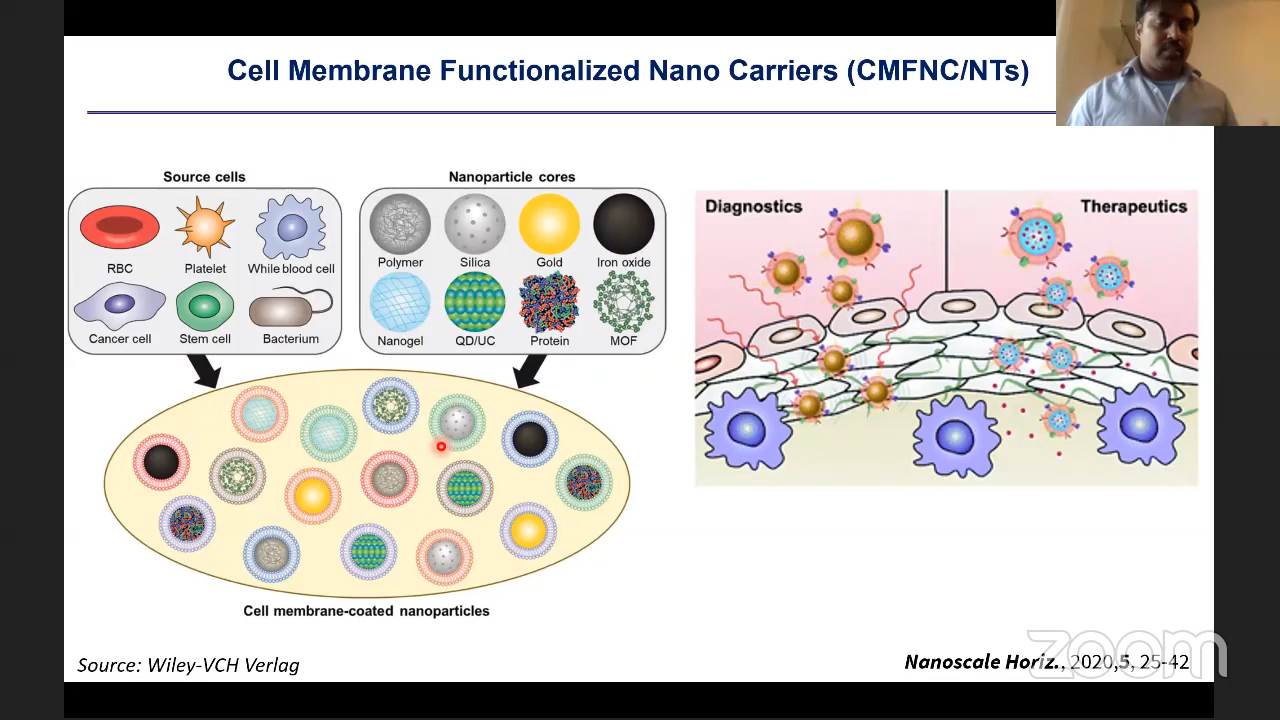 Cell Membrane Functionalized Nano Carriers (CMFNC/NTs)
Source cells
RBC
Platelet
While blood cell
Cancer cell
Stem cell
Bacterium
Nanoparticle cores
Polymer
Silica
Gold
Iron oxide
Nanogel
QD/UC
Protein
MOF
Cell membrane-coated nanoparticles
Diagnostics
Therapeutics
Source: Wiley-VCH Verlag
Nanoscale Horiz., 2020,5, 25-42
zoom